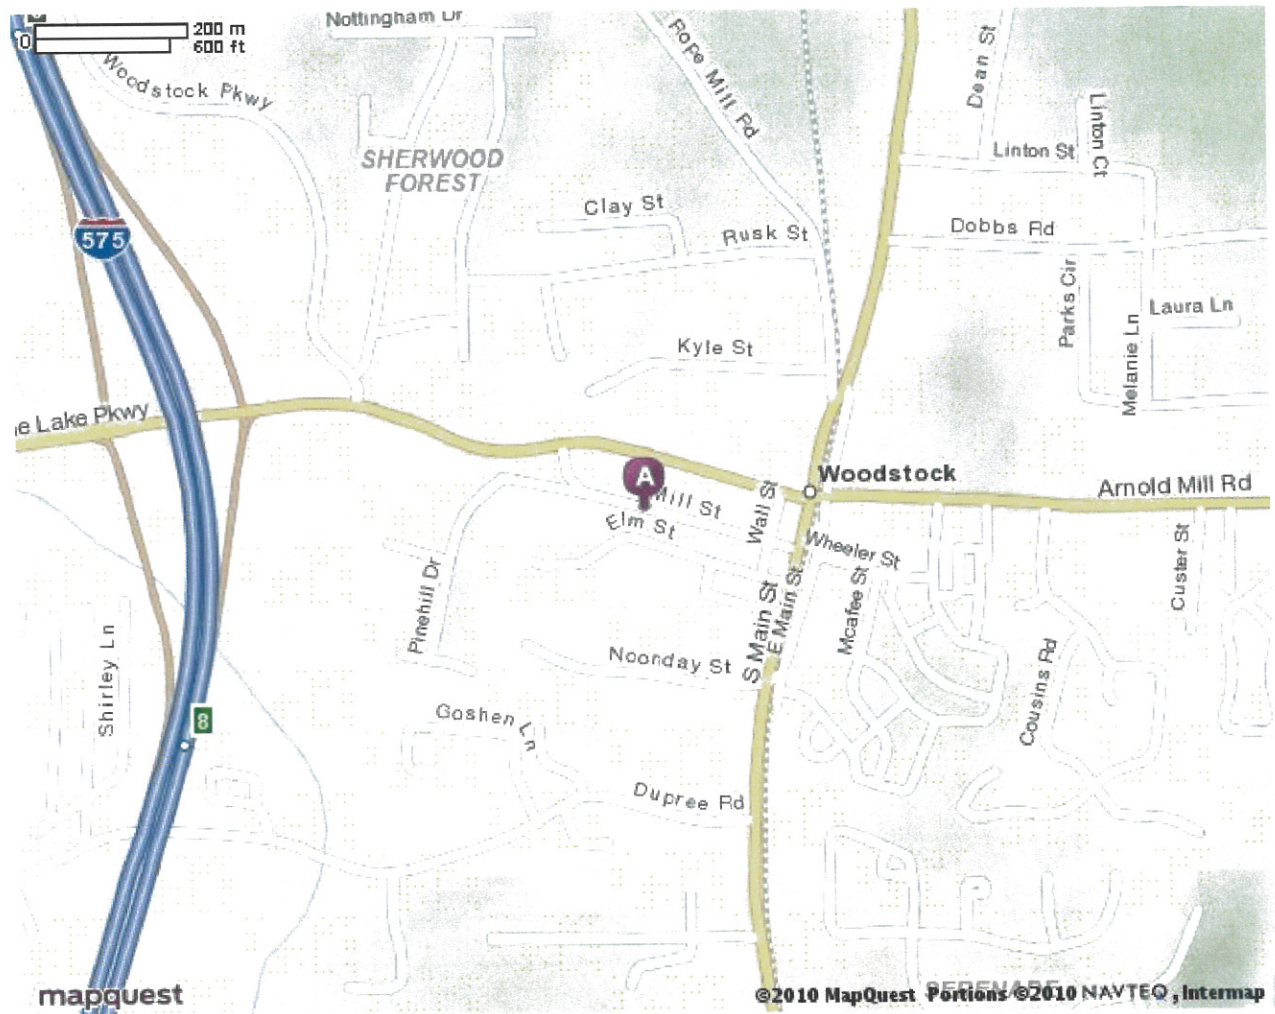 Nottingham Dr
200 m
0
600 ft
Woodstock Pkwy
Rope Mill Rd
Dean St
Linton Ct
Linton St
SHERWOOD
FOREST
Clay St
Rusk St
Dobbs Rd
575
Parks Cir
Laura Ln
Melanie Ln
Kyle St
e Lake Pkwy
A
Woodstock
Arnold Mill Rd
Mill St
Wall St
Elm St
Wheeler St
Custer St
Pinehill Dr
S Main St
E Main St
Mcafee St
Shirley Ln
Noonday St
Cousins Rd
8
Goshen Ln
Dupree Rd
SERENADE
mapquest
©2010 MapQuest Portions ©2010 NAVTEQ, Intermap